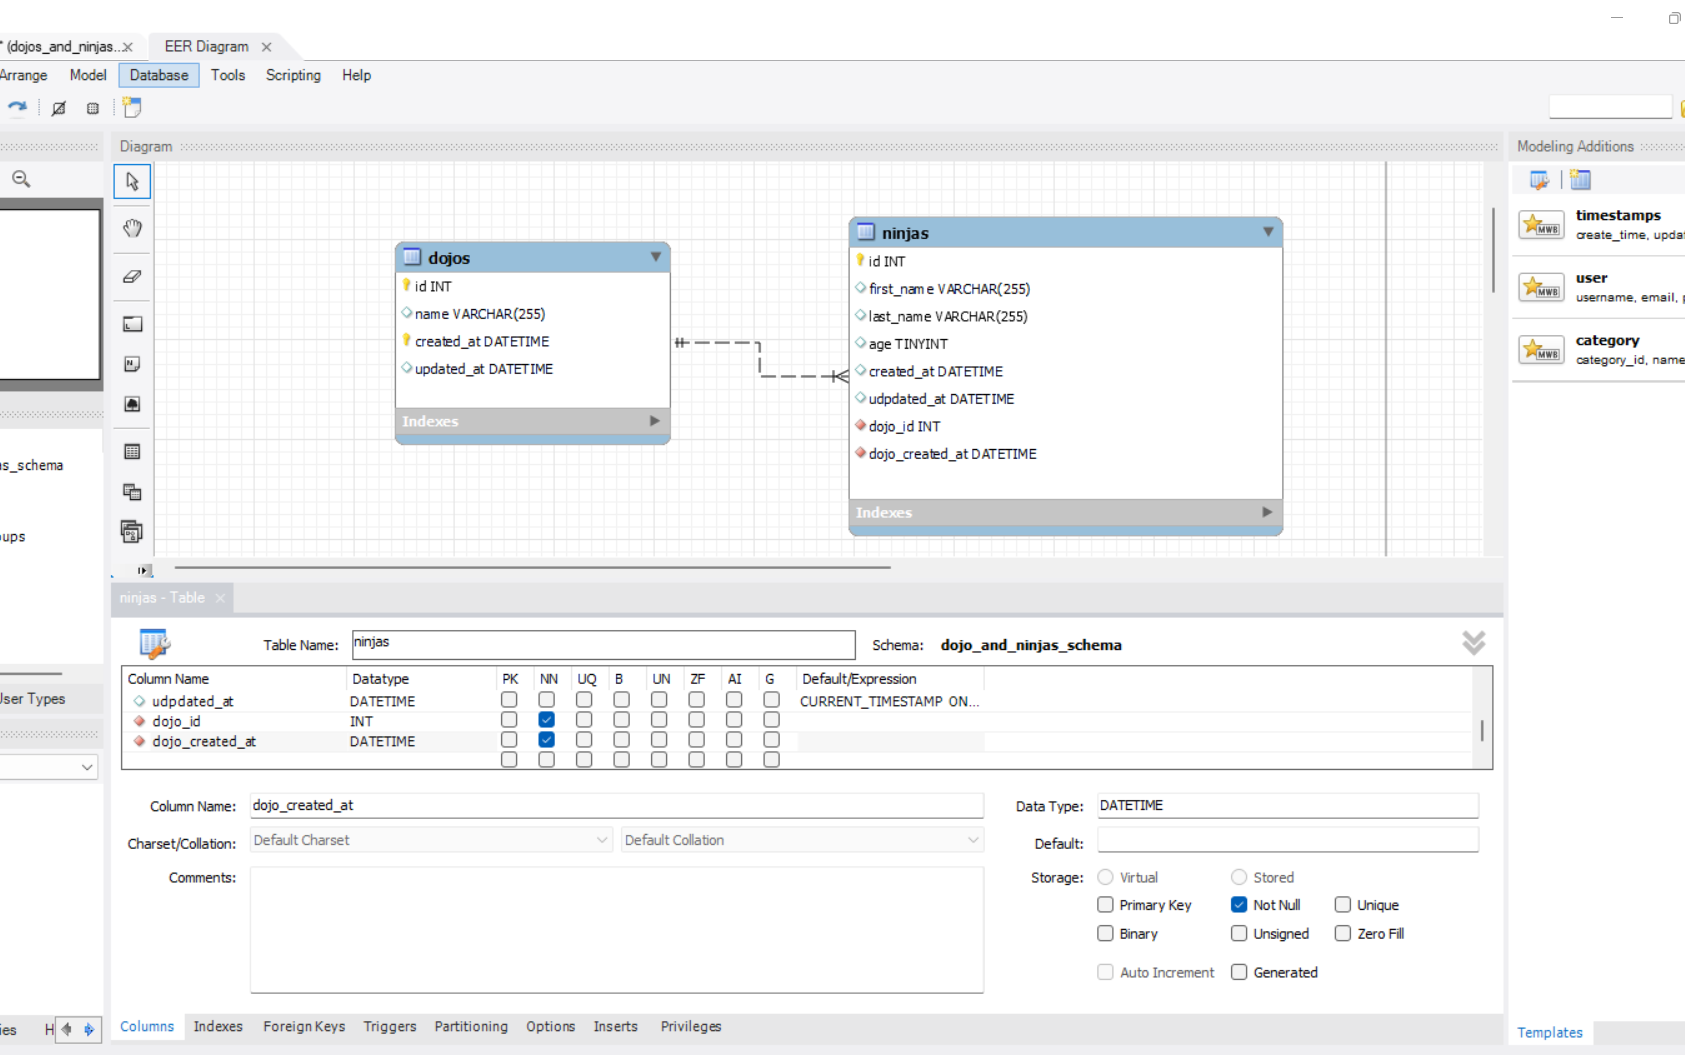 * (dojos_and_ninjas... ×
EER Diagram ×
Arrange Model Database Tools Scripting Help
Diagram
Modeling Additions
timestamps
create_time, updat
user
username, email, p
category
category_id, name
dojos
id INT
name VARCHAR(255)
created_at DATETIME
updated_at DATETIME
Indexes
ninjas
id INT
first_name VARCHAR(255)
last_name VARCHAR(255)
age TINYINT
created_at DATETIME
udpdated_at DATETIME
dojo_id INT
dojo_created_at DATETIME
Indexes
as_schema
oups
User Types
ninjas - Table ×
Table Name: ninjas Schema: dojo_and_ninjas_schema
Column Name Datatype PK NN UQ B UN ZF AI G Default/Expression
udpdated_at DATETIME CURRENT_TIMESTAMP ON...
dojo_id INT
dojo_created_at DATETIME
Column Name: dojo_created_at Data Type: DATETIME
Charset/Collation: Default Charset Default Collation Default:
Comments: Storage: Virtual Stored
Primary Key Not Null Unique
Binary Unsigned Zero Fill
Auto Increment Generated
ies H
Columns Indexes Foreign Keys Triggers Partitioning Options Inserts Privileges
Templates